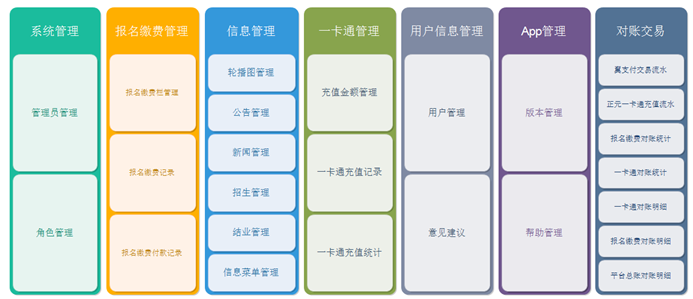 系统管理
管理员管理
角色管理
报名缴费管理
报名缴费栏管理
报名缴费记录
报名缴费付款记录
信息管理
轮播图管理
公告管理
新闻管理
招生管理
结业管理
信息菜单管理
一卡通管理
充值金额管理
一卡通充值记录
一卡通充值统计
用户信息管理
用户管理
意见建议
App管理
版本管理
帮助管理
对账交易
翼支付交易流水
正元一卡通充值流水
报名缴费对账统计
一卡通对账统计
一卡通对账明细
报名缴费对账明细
平台总账对账明细